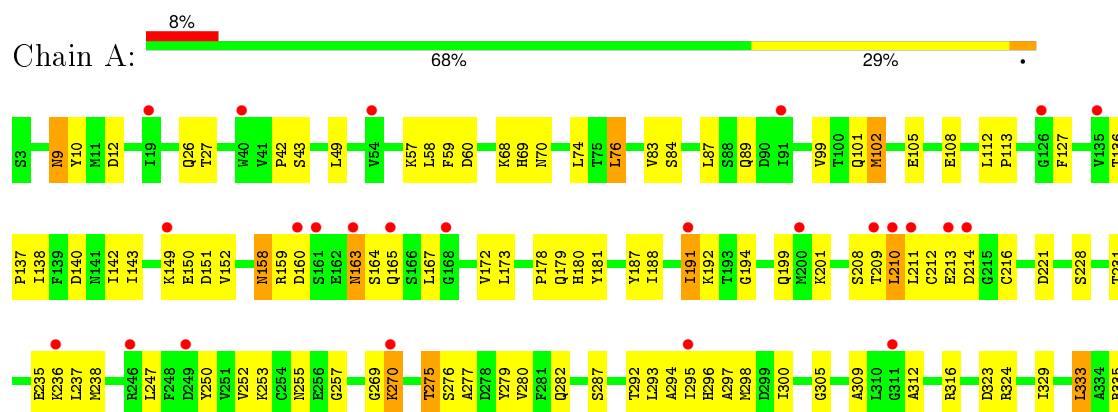 8%
Chain A:
68% 29% •
S3 N9 Y10 M11 D12 I19 Q26 T27 W40 V41 P42 S43 L49 V54 K57 L58 F59 D60 K68 H69 N70 L74 T75 L76 V83 S84 L87 S88 Q89 D90 I91 V99 T100 Q101 M102 E105 E108 L112 P113 G126 F127 V135 T136
P137 I138 F139 D140 N141 I142 I143 K149 E150 D151 V152 N158 R159 D160 S161 E162 N163 S164 Q165 S166 L167 G168 V172 L173 P178 Q179 H180 Y181 Y187 I188 I191 K192 T193 G194 Q199 M200 K201 S208 T209 L210 L211 C212 E213 D214 G215 C216 D221 S228 T231
E235 K236 L237 M238 R246 L247 F248 D249 Y250 V251 V252 K253 C254 N255 E256 G257 G269 K270 T275 S276 A277 D278 Y279 V280 F281 Q282 S287 T292 L293 A294 I295 H296 A297 M298 D299 I300 G305 A309 L310 G311 A312 R316 D323 R324 I329 L333 A334